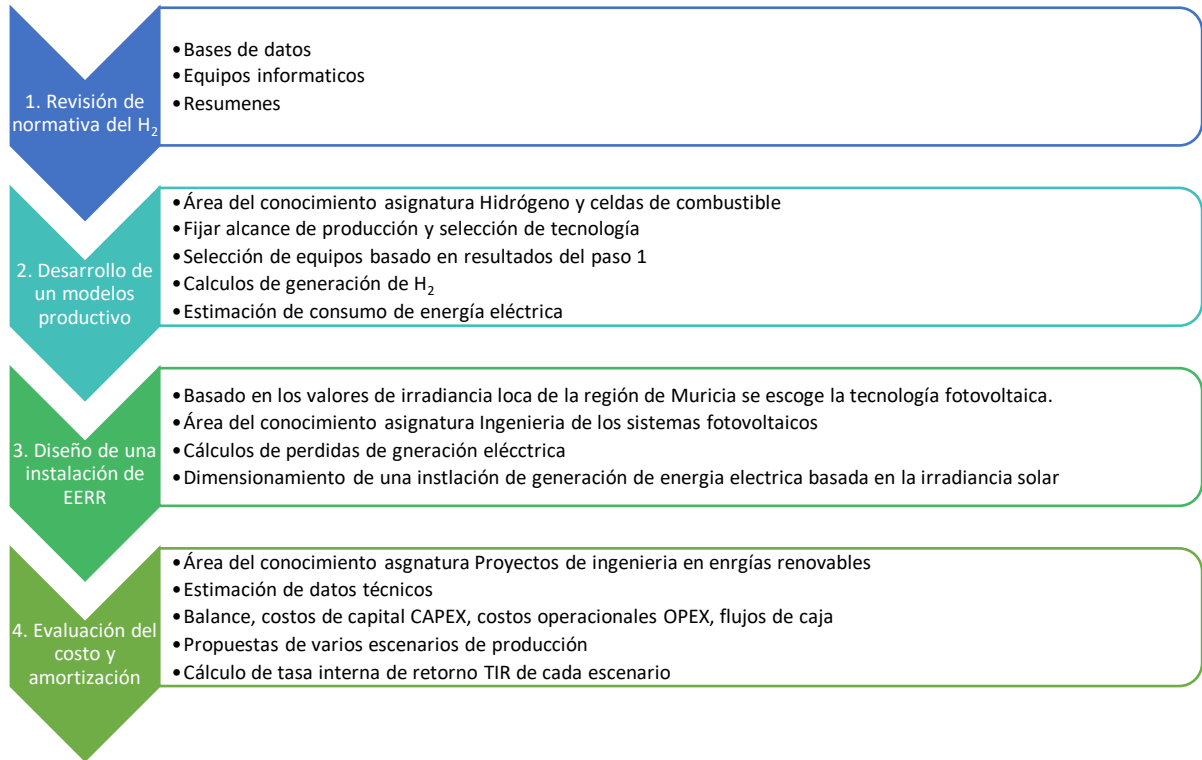 1. Revisión de
normativa del H₂
•Bases de datos
•Equipos informaticos
•Resumenes
2. Desarrollo de
un modelos
productivo
•Área del conocimiento asignatura Hidrógeno y celdas de combustible
•Fijar alcance de producción y selección de tecnología
•Selección de equipos basado en resultados del paso 1
•Calculos de generación de H₂
•Estimación de consumo de energía eléctrica
3. Diseño de una
instalación de
EERR
•Basado en los valores de irradiancia loca de la región de Muricia se escoge la tecnología fotovoltaica.
•Área del conocimiento asignatura Ingenieria de los sistemas fotovoltaicos
•Cálculos de perdidas de gneración elécctrica
•Dimensionamiento de una instlación de generación de energia electrica basada en la irradiancia solar
4. Evaluación del
costo y
amortización
•Área del conocimiento asgnatura Proyectos de ingenieria en enrgías renovables
•Estimación de datos técnicos
•Balance, costos de capital CAPEX, costos operacionales OPEX, flujos de caja
•Propuestas de varios escenarios de producción
•Cálculo de tasa interna de retorno TIR de cada escenario